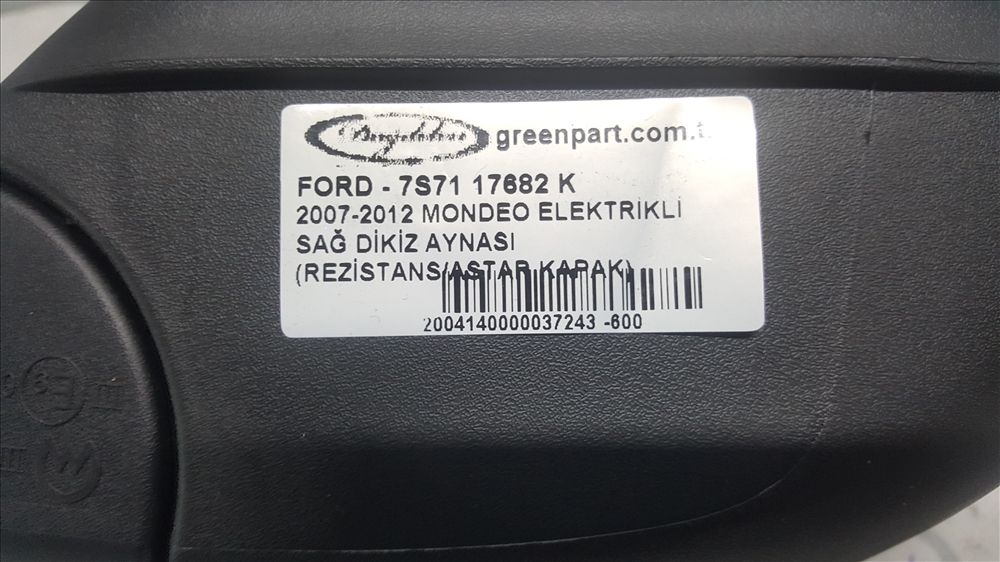 greenpart.com.t
FORD - 7S71 17682 K
2007-2012 MONDEO ELEKTRİKLİ
SAĞ DİKİZ AYNASI
(REZİSTANS/ASTAR KAPAK)
2004140000037243 -600